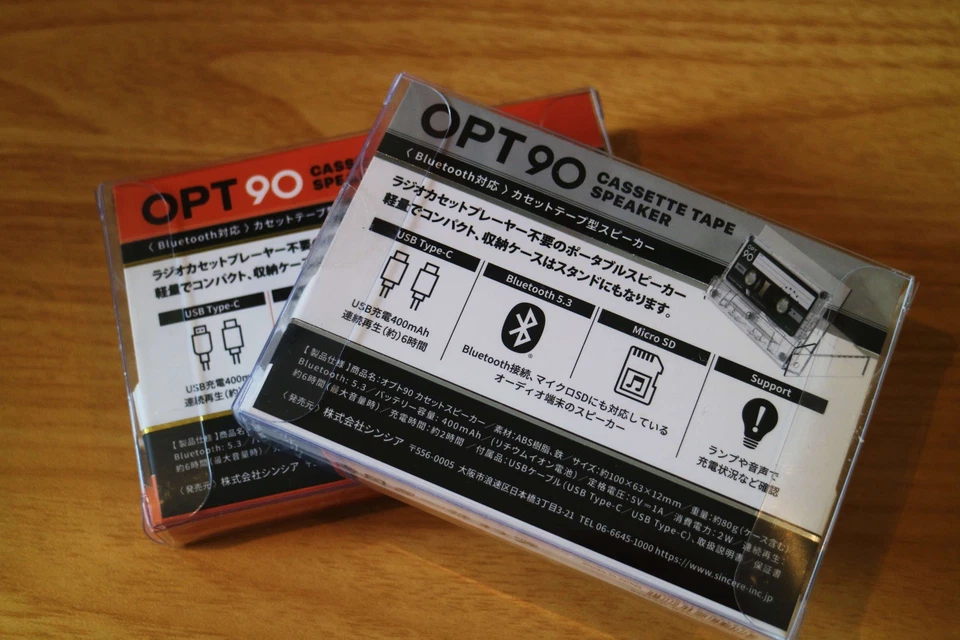 OPT 90 CASSETTE TAPE
SPEAKER
〈 Bluetooth対応 〉カセットテープ型スピーカー
ラジオカセットプレーヤー不要のポータブルスピーカー
軽量でコンパクト、収納ケースはスタンドにもなります。
USB Type-C
USB充電400mAh
連続再生(約)6時間
Bluetooth 5.3
Micro SD
Bluetooth接続、マイクロSDにも対応している
オーディオ端末のスピーカー
Support
ランプや音声で
充電状況など確認
OPT
90
【製品仕様】商品名:オプト90 カセットスピーカー/素材:ABS樹脂、鉄/サイズ:約100×63×12mm/重量:約80g(ケース含む)
Bluetooth: 5.3/バッテリー容量: 400mAh/(リチウムイオン電池)/定格電圧:5V⎓1A/消費電力:2W/連続再生:
約6時間(最大音量時)/充電時間:約2時間/付属品:USBケーブル(USB Type-C/USB Type-C)、取扱説明書/保証書
〈発売元〉株式会社シンシア 〒556-0005 大阪市浪速区日本橋3丁目3-21 TEL 06-6645-1000 https://www.sincere-inc.jp
OPT 90 CASS
SPE
〈 Bluetooth対応 〉カセットテープ
ラジオカセットプレーヤー不要
軽量でコンパクト、収納ケース
USB Type-C
USB充電400m
連続再生(約)
【製品仕様】商品名
Bluetooth: 5.3/バ
約6時間(最大音量時)
〈発売元〉株式会社シンシア